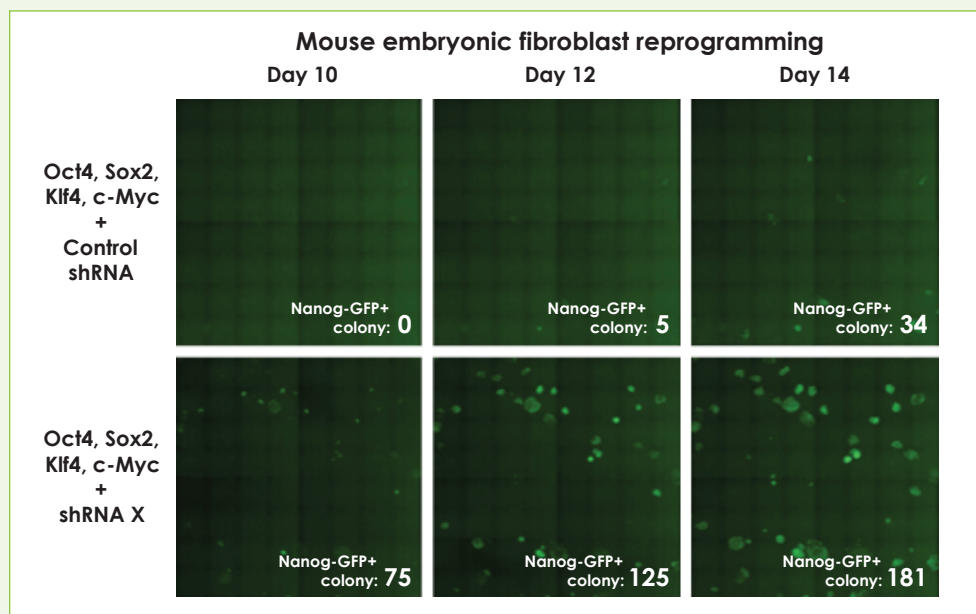 Mouse embryonic fibroblast reprogramming
Day 10
Day 12
Day 14
Oct4, Sox2,
Klf4, c-Myc
+
Control
shRNA
Nanog-GFP+
colony: 0
Nanog-GFP+
colony: 5
Nanog-GFP+
colony: 34
Oct4, Sox2,
Klf4, c-Myc
+
shRNA X
Nanog-GFP+
colony: 75
Nanog-GFP+
colony: 125
Nanog-GFP+
colony: 181